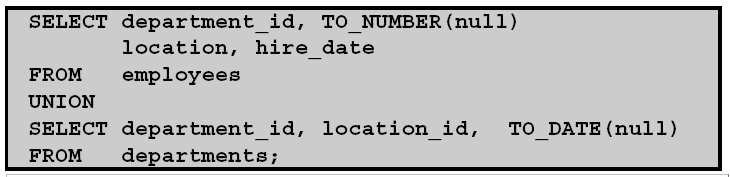 SELECT department_id, TO_NUMBER(null)
location, hire_date
FROM employees
UNION
SELECT department_id, location_id, TO_DATE(null)
FROM departments;